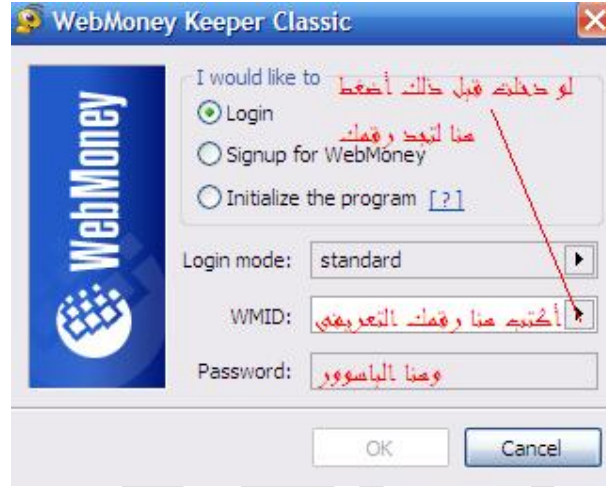 WebMoney Keeper Classic
WebMoney
I would like to
لو دخلت قبل ذلك أضغط
Login
هنا لتجد رقمك
Signup for WebMoney
Initialize the program [?]
Login mode: standard
WMID: أكتب هنا رقمك التعريفي
Password: وهنا الباسوور
OK Cancel